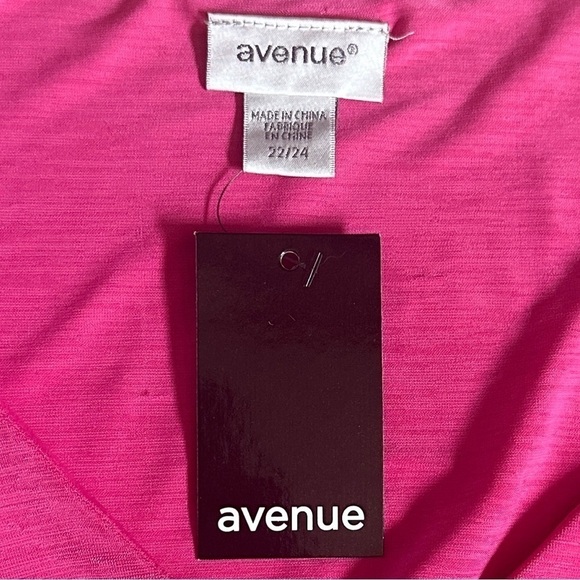 avenue®
MADE IN CHINA
FABRIQUE
EN CHINE
22/24
avenue